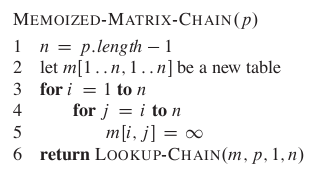 MEMOIZED-MATRIX-CHAIN(p)
1 n = p.length − 1
2 let m[1..n, 1..n] be a new table
3 for i = 1 to n
4 for j = i to n
5 m[i, j] = ∞
6 return LOOKUP-CHAIN(m, p, 1, n)